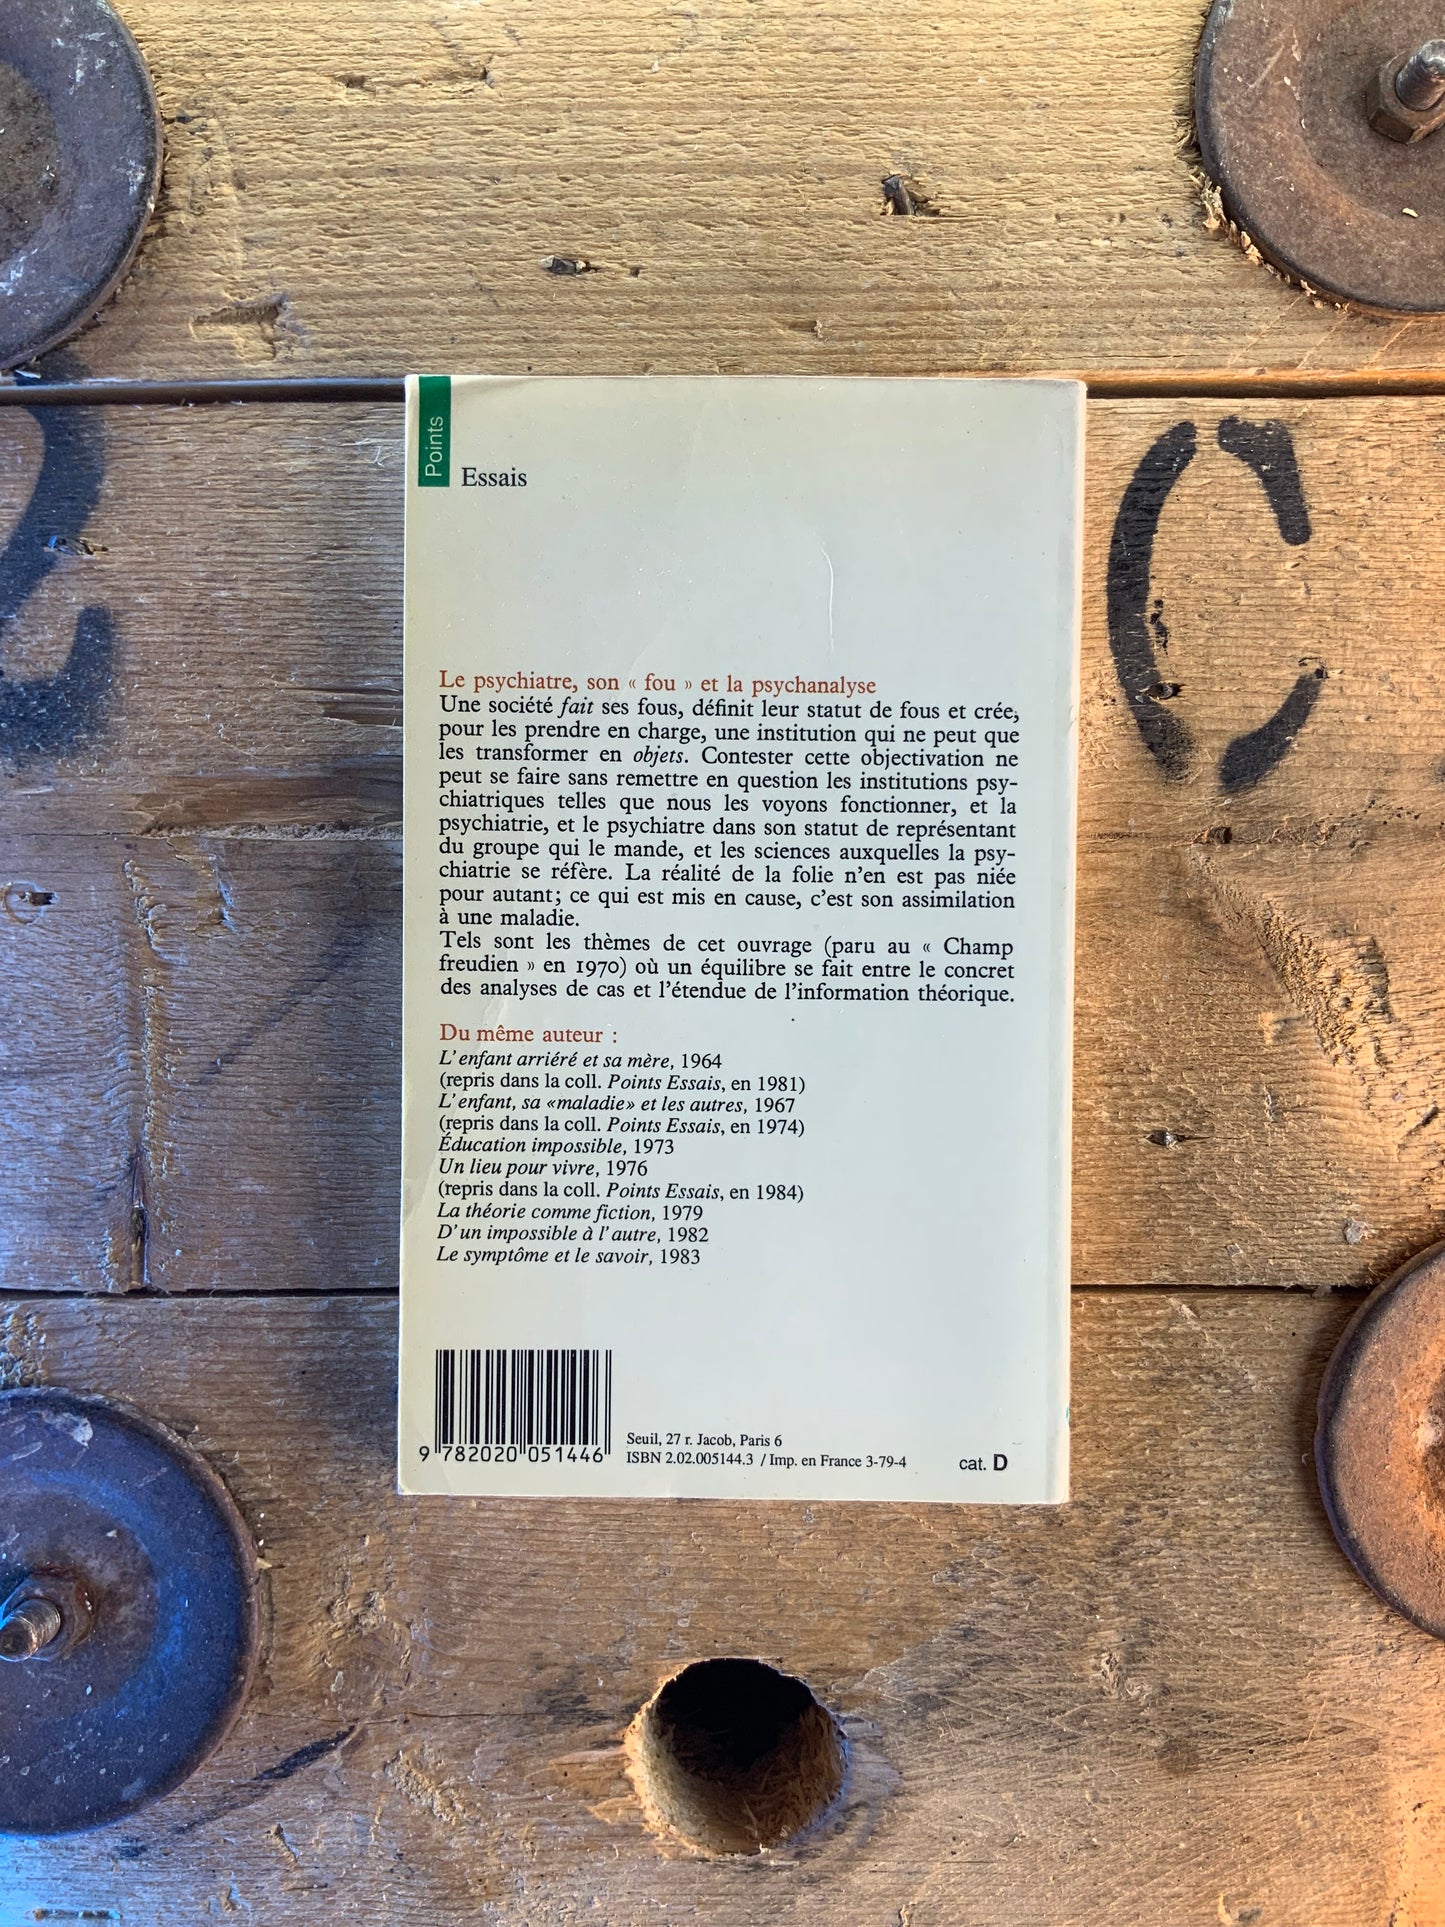 Points
Essais
Le psychiatre, son « fou » et la psychanalyse
Une société fait ses fous, définit leur statut de fous et crée,
pour les prendre en charge, une institution qui ne peut que
les transformer en objets. Contester cette objectivation ne
peut se faire sans remettre en question les institutions psy-
chiatriques telles que nous les voyons fonctionner, et la
psychiatrie, et le psychiatre dans son statut de représentant
du groupe qui le mande, et les sciences auxquelles la psy-
chiatrie se réfère. La réalité de la folie n'en est pas niée
pour autant; ce qui est mis en cause, c'est son assimilation
à une maladie.
Tels sont les thèmes de cet ouvrage (paru au « Champ
freudien » en 1970) où un équilibre se fait entre le concret
des analyses de cas et l'étendue de l'information théorique.
Du même auteur :
L'enfant arriéré et sa mère, 1964
(repris dans la coll. Points Essais, en 1981)
L'enfant, sa «maladie» et les autres, 1967
(repris dans la coll. Points Essais, en 1974)
Éducation impossible, 1973
Un lieu pour vivre, 1976
(repris dans la coll. Points Essais, en 1984)
La théorie comme fiction, 1979
D'un impossible à l'autre, 1982
Le symptôme et le savoir, 1983
9 782020 051446
Seuil, 27 r. Jacob, Paris 6
ISBN 2.02.005144.3 / Imp. en France 3-79-4
cat. D